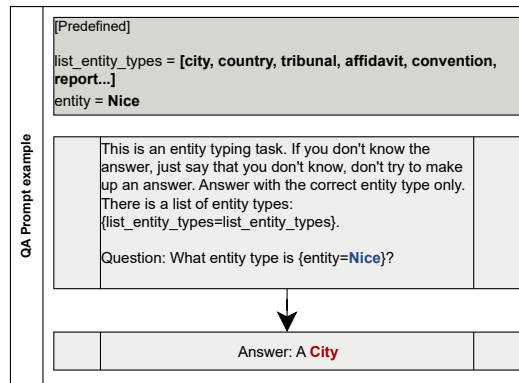 QA Prompt example
[Predefined]
list_entity_types = [city, country, tribunal, affidavit, convention,
report...]
entity = Nice
This is an entity typing task. If you don't know the
answer, just say that you don't know, don't try to make
up an answer. Answer with the correct entity type only.
There is a list of entity types:
{list_entity_types=list_entity_types}.
Question: What entity type is {entity=Nice}?
Answer: A City